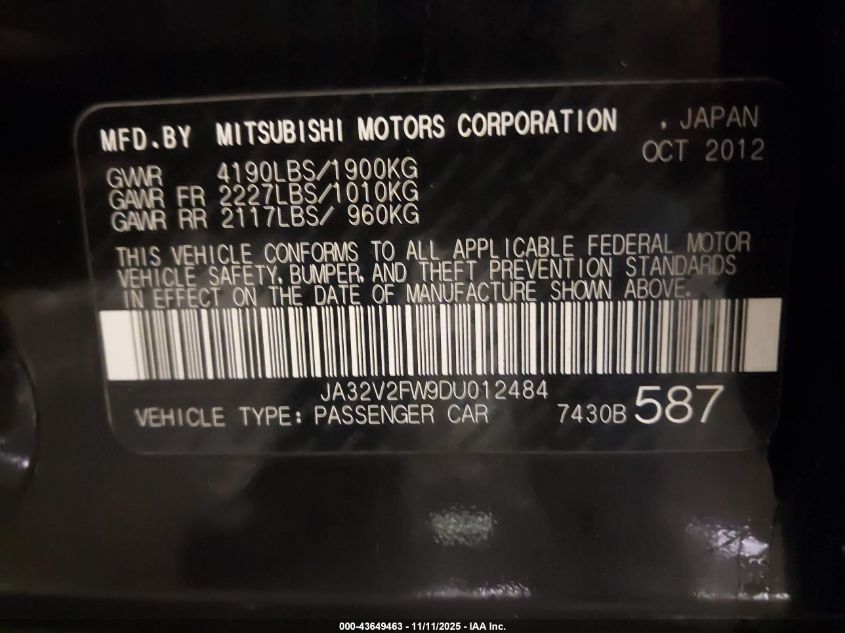 MFD.BY MITSUBISHI MOTORS CORPORATION , JAPAN
OCT 2012
GVWR 4190LBS/1900KG
GAWR FR 2227LBS/1010KG
GAWR RR 2117LBS/ 960KG
THIS VEHICLE CONFORMS TO ALL APPLICABLE FEDERAL MOTOR
VEHICLE SAFETY, BUMPER, AND THEFT PREVENTION STANDARDS
IN EFFECT ON THE DATE OF MANUFACTURE SHOWN ABOVE.
JA32V2FW9DU012484
VEHICLE TYPE: PASSENGER CAR 7430B 587
000-43649463 - 11/11/2025 - IAA Inc.